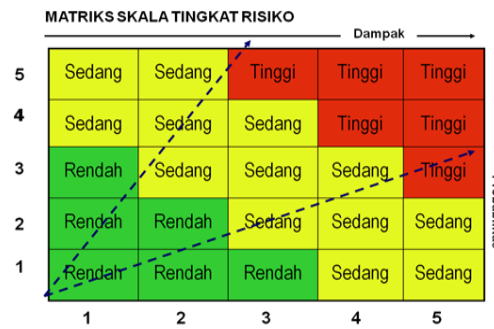 MATRIKS SKALA TINGKAT RISIKO
Dampak
5 Sedang Sedang Tinggi Tinggi Tinggi
4 Sedang Sedang Sedang Tinggi Tinggi
3 Rendah Sedang Sedang Sedang Tinggi
2 Rendah Rendah Sedang Sedang Sedang
1 Rendah Rendah Rendah Sedang Sedang
1 2 3 4 5